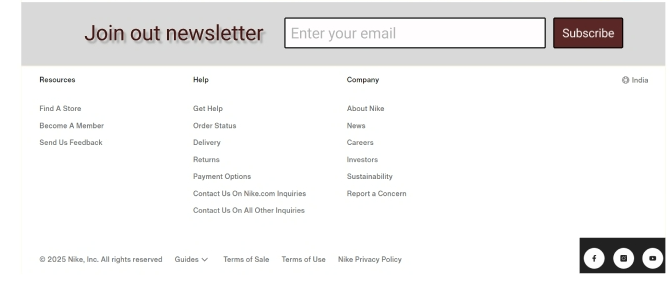 Join out newsletter
Enter your email
Subscribe
Resources
Find A Store
Become A Member
Send Us Feedback
Help
Get Help
Order Status
Delivery
Returns
Payment Options
Contact Us On Nike.com Inquiries
Contact Us On All Other Inquiries
Company
About Nike
News
Careers
Investors
Sustainability
Report a Concern
India
© 2025 Nike, Inc. All rights reserved
Guides
Terms of Sale
Terms of Use
Nike Privacy Policy